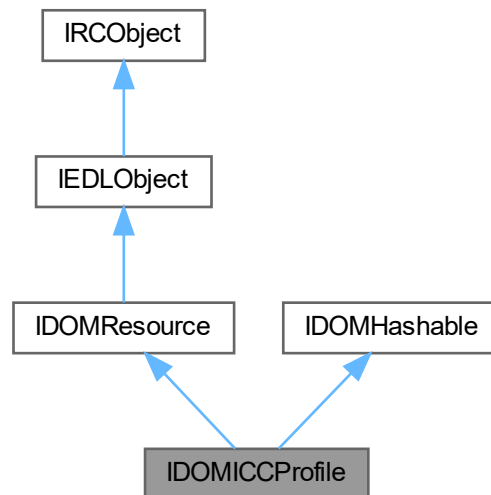 IRCObject
IEDLObject
IDOMResource
IDOMHashable
IDOMICCProfile